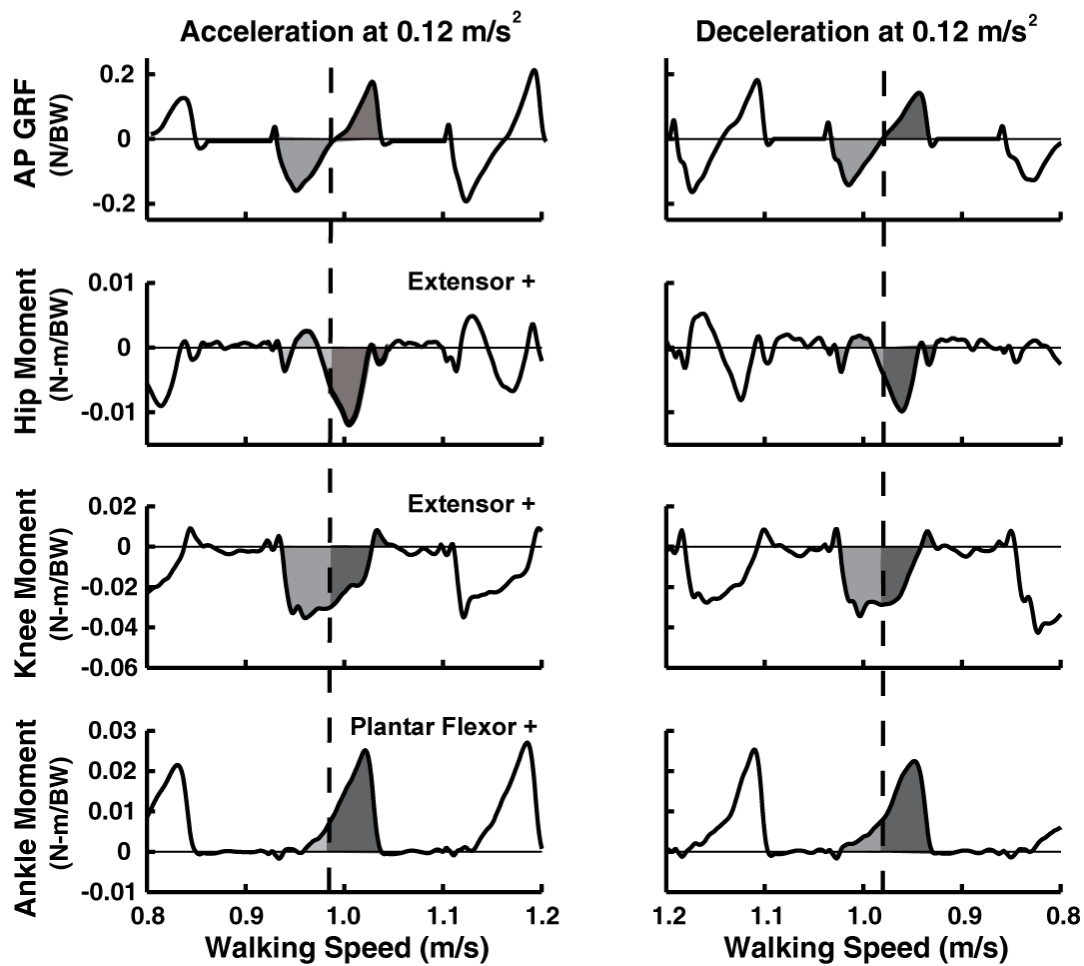 Acceleration at 0.12 m/s²
Deceleration at 0.12 m/s²
AP GRF
(N/BW)
0.2
0
-0.2
Hip Moment
(N-m/BW)
0.01
0
-0.01
Extensor +
Knee Moment
(N-m/BW)
0.02
0
-0.02
-0.04
-0.06
Extensor +
Ankle Moment
(N-m/BW)
0.03
0.02
0.01
0
-0.01
Plantar Flexor +
0.8 0.9 1.0 1.1 1.2
Walking Speed (m/s)
1.2 1.1 1.0 0.9 0.8
Walking Speed (m/s)